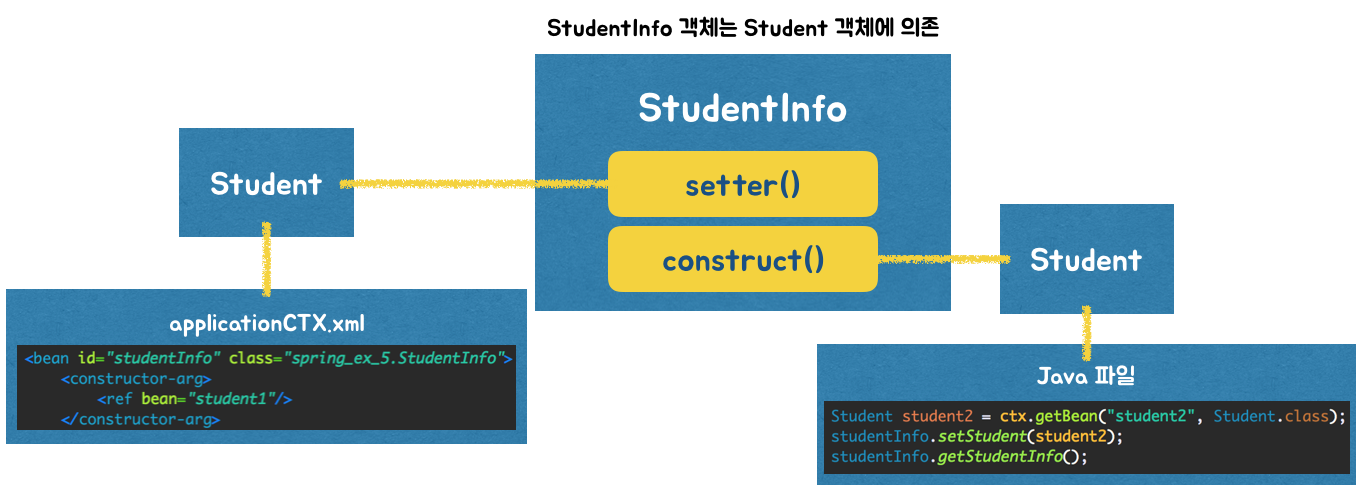 StudentInfo 객체는 Student 객체에 의존
StudentInfo
setter()
construct()
Student
applicationCTX.xml
<bean id="studentInfo" class="spring_ex_5.StudentInfo">
    <constructor-arg>
        <ref bean="student1"/>
    </constructor-arg>
Student
Java 파일
Student student2 = ctx.getBean("student2", Student.class);
studentInfo.setStudent(student2);
studentInfo.getStudentInfo();